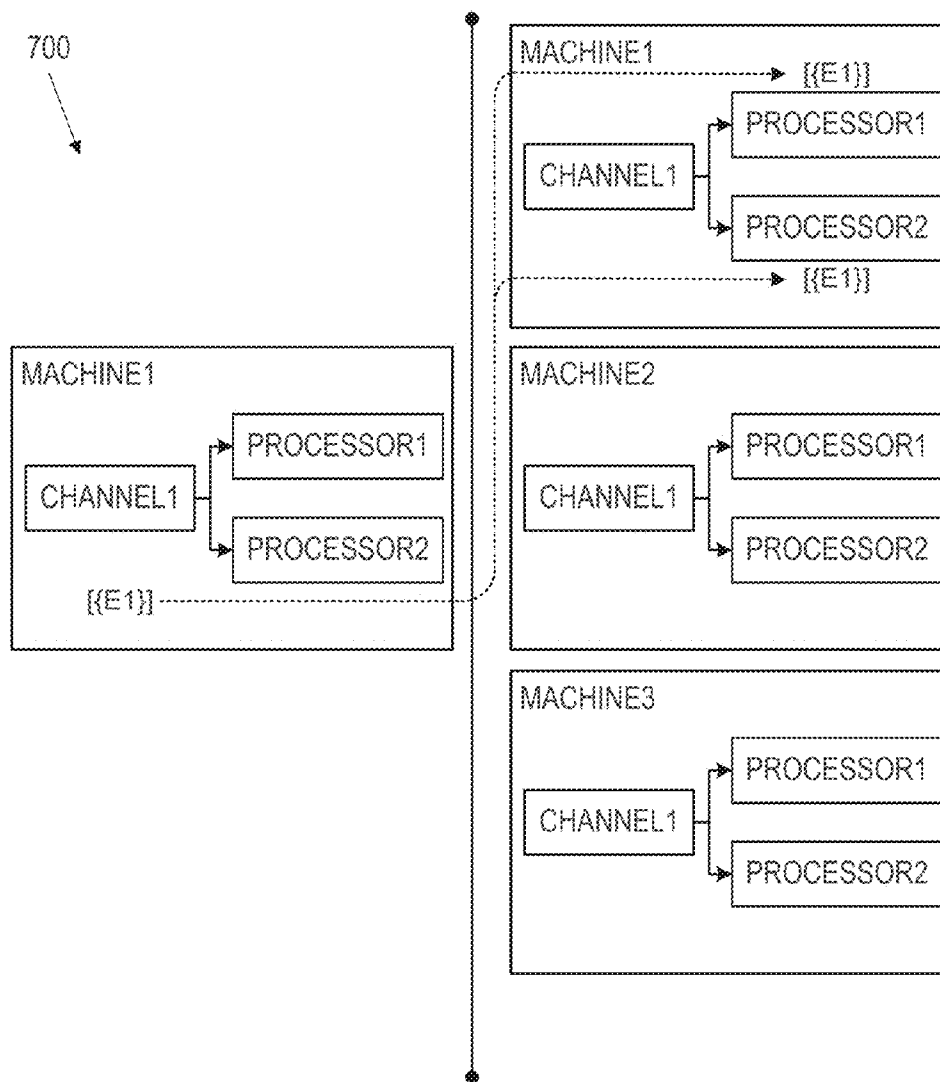 700
MACHINE1
CHANNEL1
PROCESSOR1
PROCESSOR2
[{E1}]
MACHINE1
[{E1}]
CHANNEL1
PROCESSOR1
PROCESSOR2
[{E1}]
MACHINE2
CHANNEL1
PROCESSOR1
PROCESSOR2
MACHINE3
CHANNEL1
PROCESSOR1
PROCESSOR2